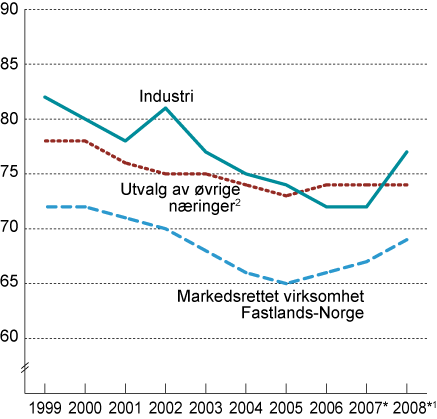 90
80
Industri
75
Utvalg av øvrige
næringer2
70
65
Markedsrettet virksomhet
Fastlands-Norge
60
1999 2000 2001 2002 2003 2004 2005 2006 2007* 2008*1